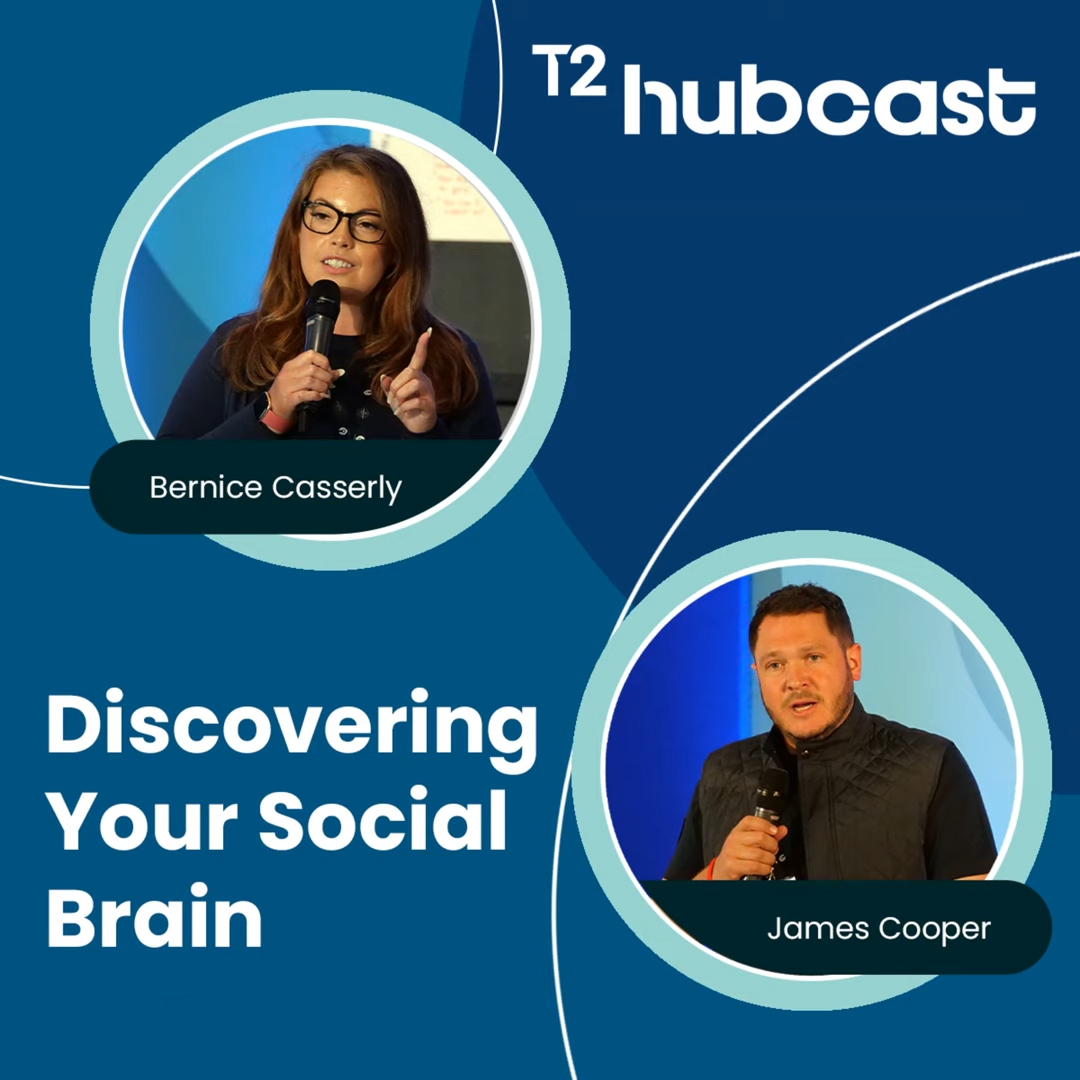 T2 hubcast
Bernice Casserly
Discovering
Your Social
Brain
James Cooper